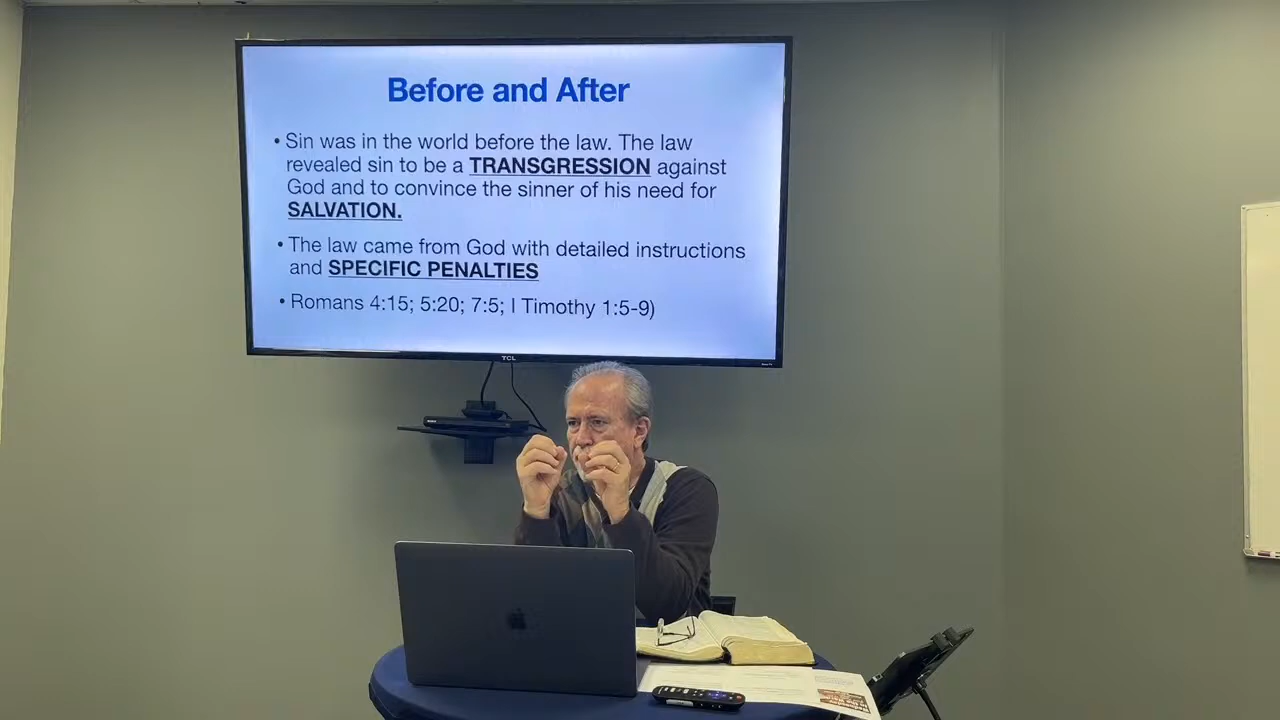 Before and After
• Sin was in the world before the law. The law
revealed sin to be a TRANSGRESSION against
God and to convince the sinner of his need for
SALVATION.
• The law came from God with detailed instructions
and SPECIFIC PENALTIES
• Romans 4:15; 5:20; 7:5; I Timothy 1:5-9)
TCL